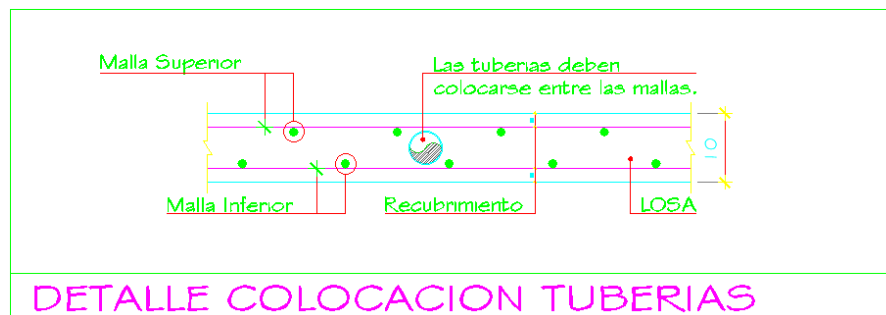 Malla Superior
Las tuberias deben
colocarse entre las mallas.
10
Malla Inferior
Recubrimiento
LOSA
DETALLE COLOCACION TUBERIAS